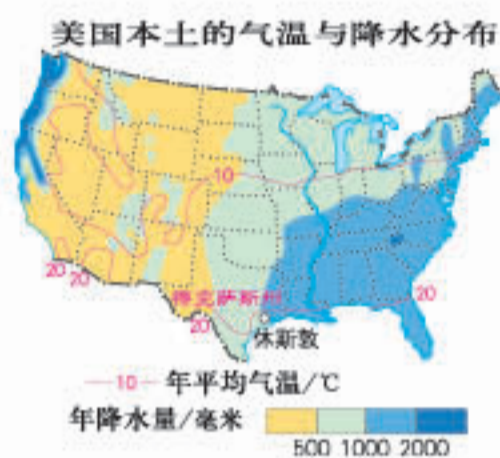 美国本土的气温与降水分布
10
20
20
得克萨斯州
20
20
休斯敦
—10— 年平均气温/℃
年降水量/毫米
500 1000 2000